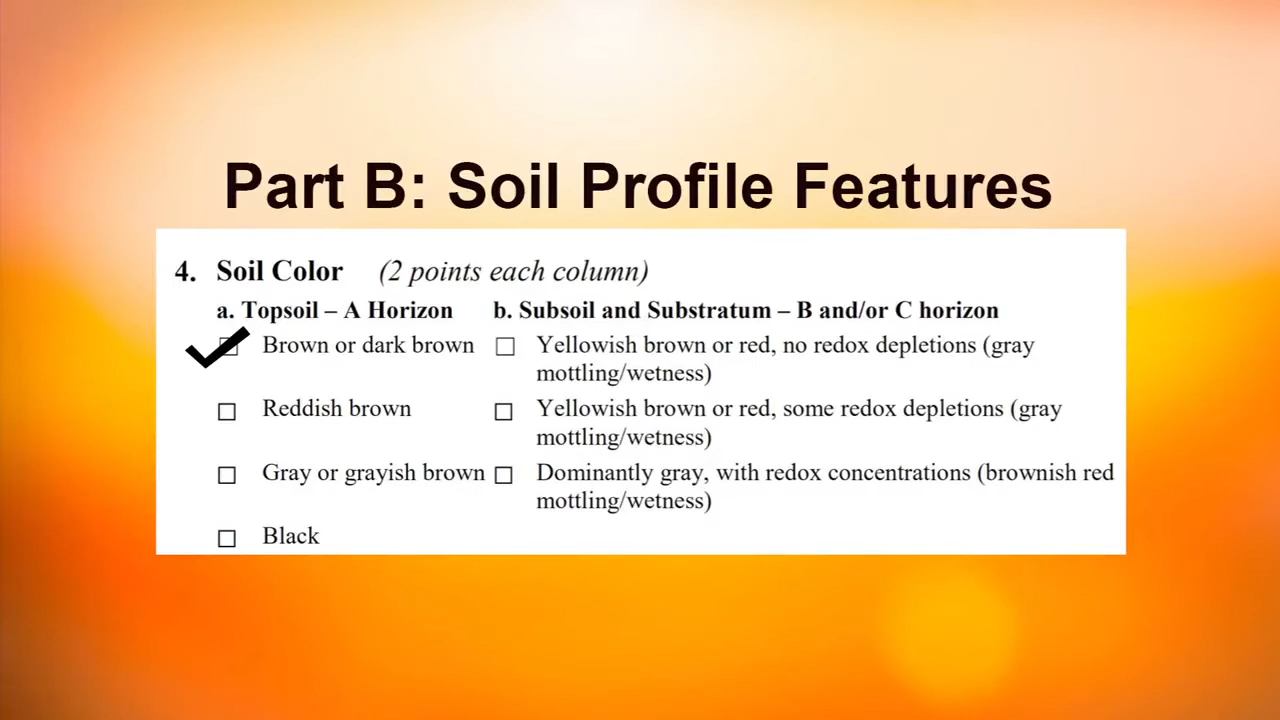 Part B: Soil Profile Features
4. Soil Color (2 points each column)
a. Topsoil – A Horizon b. Subsoil and Substratum – B and/or C horizon
Brown or dark brown Yellowish brown or red, no redox depletions (gray
mottling/wetness)
Reddish brown Yellowish brown or red, some redox depletions (gray
mottling/wetness)
Gray or grayish brown Dominantly gray, with redox concentrations (brownish red
mottling/wetness)
Black